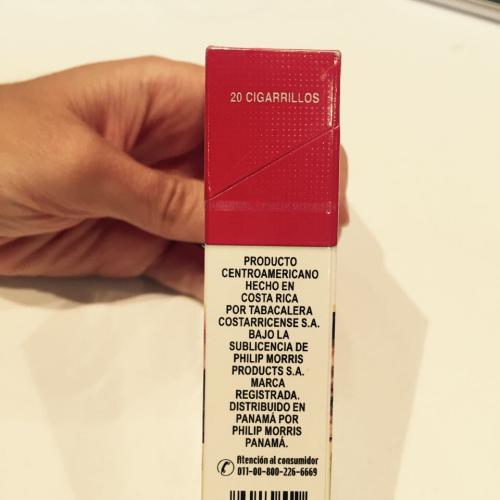 20 CIGARRILLOS
PRODUCTO
CENTROAMERICANO
HECHO EN
COSTA RICA
POR TABACALERA
COSTARRICENSE S.A.
BAJO LA
SUBLICENCIA DE
PHILIP MORRIS
PRODUCTS S.A.
MARCA
REGISTRADA.
DISTRIBUIDO EN
PANAMÁ POR
PHILIP MORRIS
PANAMÁ.
Atención al consumidor
011-00-800-226-6669